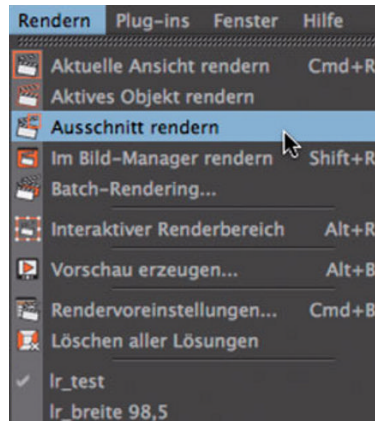 Rendern Plug-ins Fenster Hilfe
Aktuelle Ansicht rendern Cmd+R
Aktives Objekt rendern
Ausschnitt rendern
Im Bild-Manager rendern Shift+R
Batch-Rendering...
Interaktiver Renderbereich Alt+R
Vorschau erzeugen... Alt+B
Rendervoreinstellungen... Cmd+B
Löschen aller Lösungen
lr_test
lr_breite 98,5